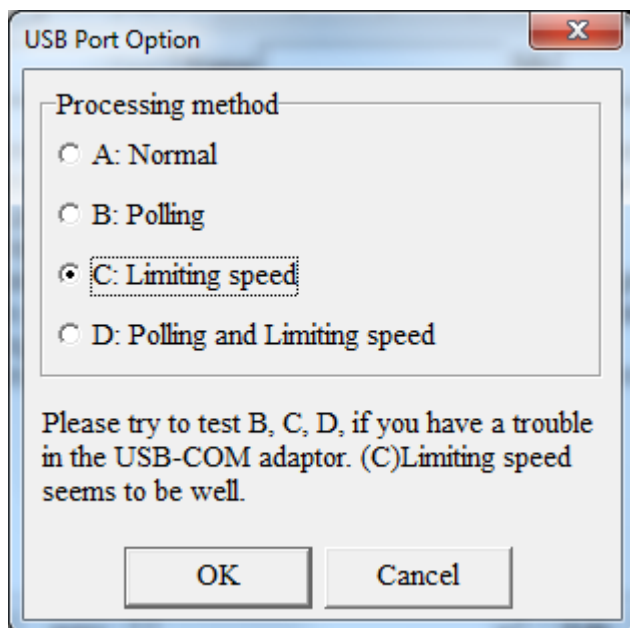 USB Port Option
Processing method
A: Normal
B: Polling
C: Limiting speed
D: Polling and Limiting speed
Please try to test B, C, D, if you have a trouble
in the USB-COM adaptor. (C)Limiting speed
seems to be well.
OK
Cancel